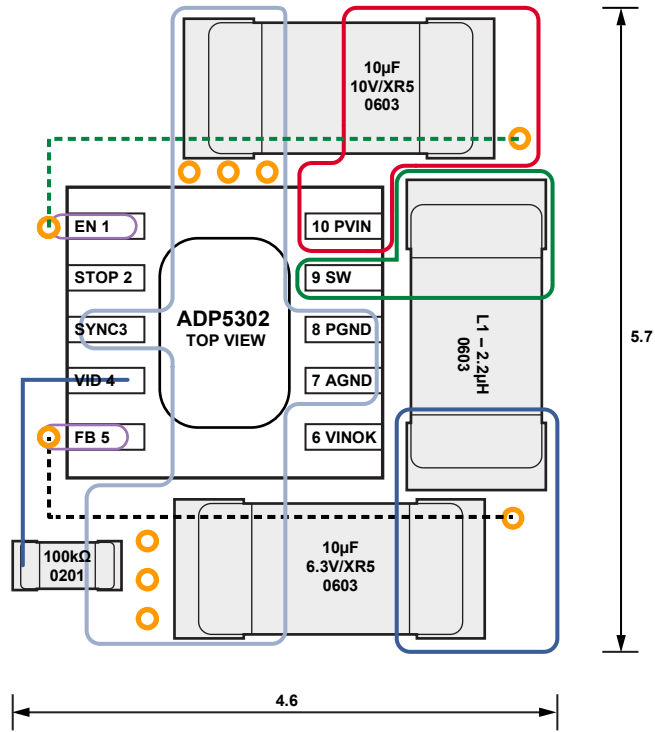 10µF
10V/XR5
0603
EN 1
10 PVIN
STOP 2
9 SW
SYNC3
ADP5302
TOP VIEW
8 PGND
L1 – 2.2µH
0603
5.7
VID 4
7 AGND
FB 5
6 VINOK
100kΩ
0201
10µF
6.3V/XR5
0603
4.6